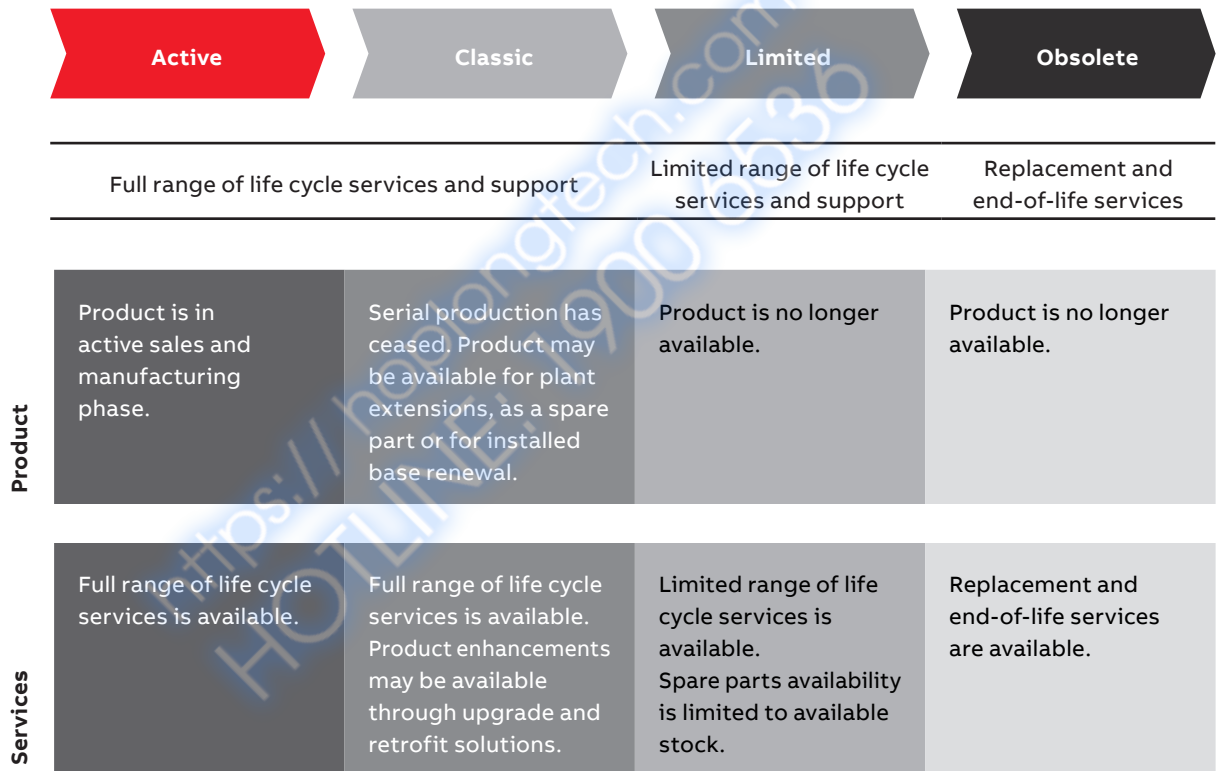 Active
Classic
Limited
Obsolete
Full range of life cycle services and support
Limited range of life cycle
services and support
Replacement and
end-of-life services
Product
Product is in
active sales and
manufacturing
phase.
Serial production has
ceased. Product may
be available for plant
extensions, as a spare
part or for installed
base renewal.
Product is no longer
available.
Product is no longer
available.
Services
Full range of life cycle
services is available.
Full range of life cycle
services is available.
Product enhancements
may be available
through upgrade and
retrofit solutions.
Limited range of life
cycle services is
available.
Spare parts availability
is limited to available
stock.
Replacement and
end-of-life services
are available.
https://hoplongtech.com
HOTLINE: 1900 6536